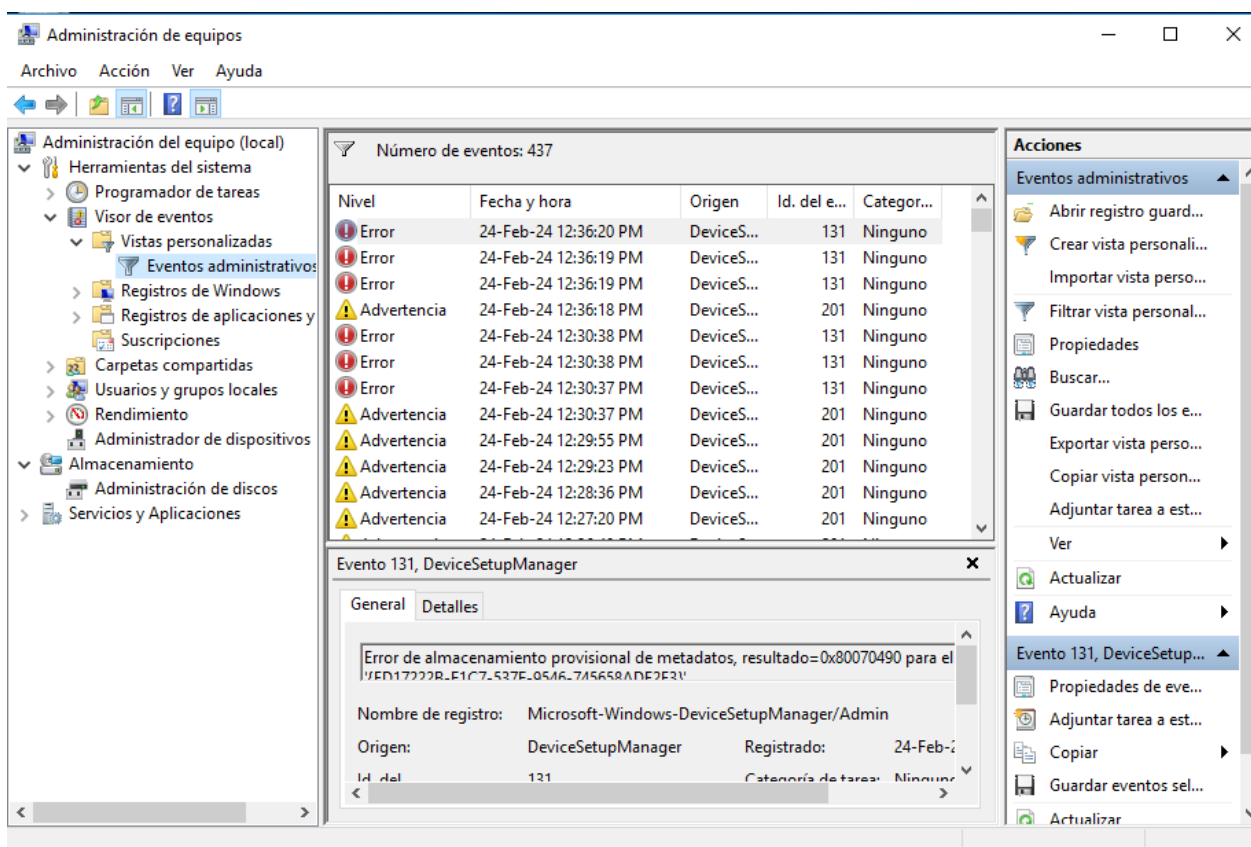 Administración de equipos
Archivo Acción Ver Ayuda
Administración del equipo (local)
Herramientas del sistema
Programador de tareas
Visor de eventos
Vistas personalizadas
Eventos administrativos
Registros de Windows
Registros de aplicaciones y
Suscripciones
Carpetas compartidas
Usuarios y grupos locales
Rendimiento
Administrador de dispositivos
Almacenamiento
Administración de discos
Servicios y Aplicaciones
Número de eventos: 437
Nivel Fecha y hora Origen Id. del e... Categor...
Error 24-Feb-24 12:36:20 PM DeviceS... 131 Ninguno
Error 24-Feb-24 12:36:19 PM DeviceS... 131 Ninguno
Error 24-Feb-24 12:36:19 PM DeviceS... 131 Ninguno
Advertencia 24-Feb-24 12:36:18 PM DeviceS... 201 Ninguno
Error 24-Feb-24 12:30:38 PM DeviceS... 131 Ninguno
Error 24-Feb-24 12:30:38 PM DeviceS... 131 Ninguno
Error 24-Feb-24 12:30:37 PM DeviceS... 131 Ninguno
Advertencia 24-Feb-24 12:30:37 PM DeviceS... 201 Ninguno
Advertencia 24-Feb-24 12:29:55 PM DeviceS... 201 Ninguno
Advertencia 24-Feb-24 12:29:23 PM DeviceS... 201 Ninguno
Advertencia 24-Feb-24 12:28:36 PM DeviceS... 201 Ninguno
Advertencia 24-Feb-24 12:27:20 PM DeviceS... 201 Ninguno
Evento 131, DeviceSetupManager
General Detalles
Error de almacenamiento provisional de metadatos, resultado=0x80070490 para el
Nombre de registro: Microsoft-Windows-DeviceSetupManager/Admin
Origen: DeviceSetupManager Registrado: 24-Feb-2
Id. del 131 Categoría de tarea: Ninguno
Acciones
Eventos administrativos
Abrir registro guard...
Crear vista personali...
Importar vista perso...
Filtrar vista personal...
Propiedades
Buscar...
Guardar todos los e...
Exportar vista perso...
Copiar vista person...
Adjuntar tarea a est...
Ver
Actualizar
Ayuda
Evento 131, DeviceSetup...
Propiedades de eve...
Adjuntar tarea a est...
Copiar
Guardar eventos sel...
Actualizar